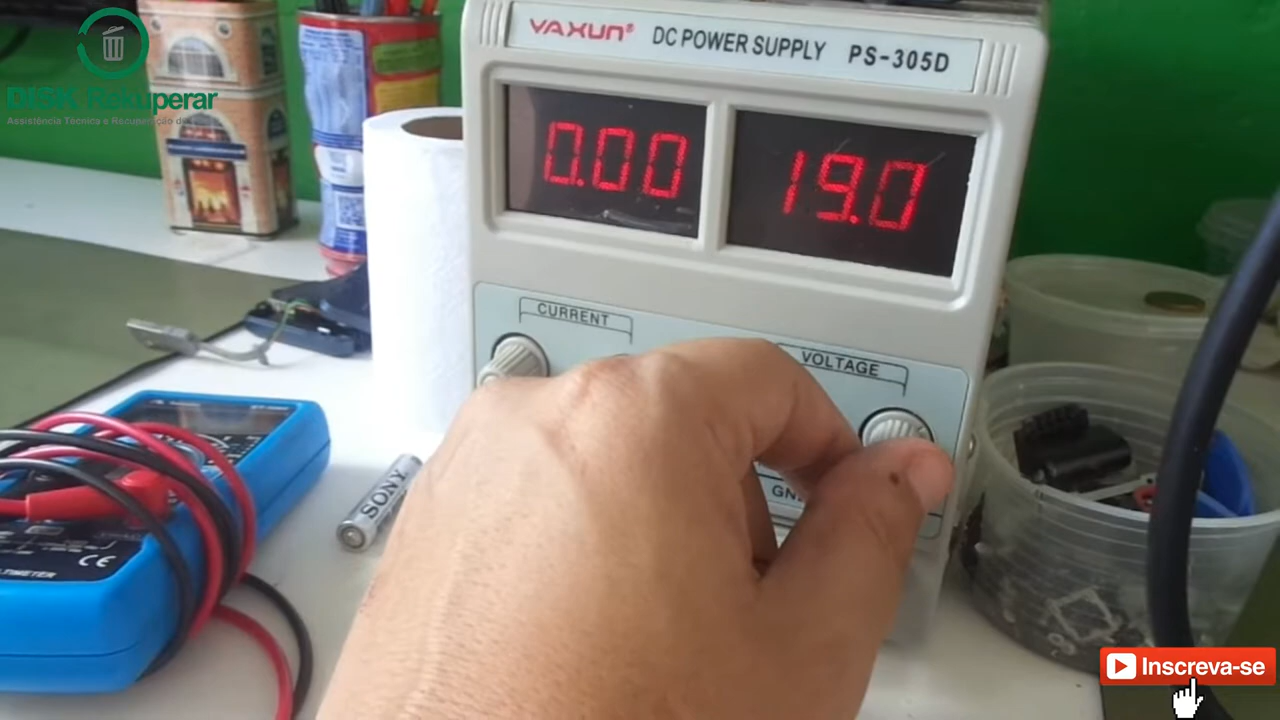 DISK Rekuperar
YAXUN® DC POWER SUPPLY PS-305D
0.00 19.0
CURRENT
VOLTAGE
SONY
CE
Inscreva-se